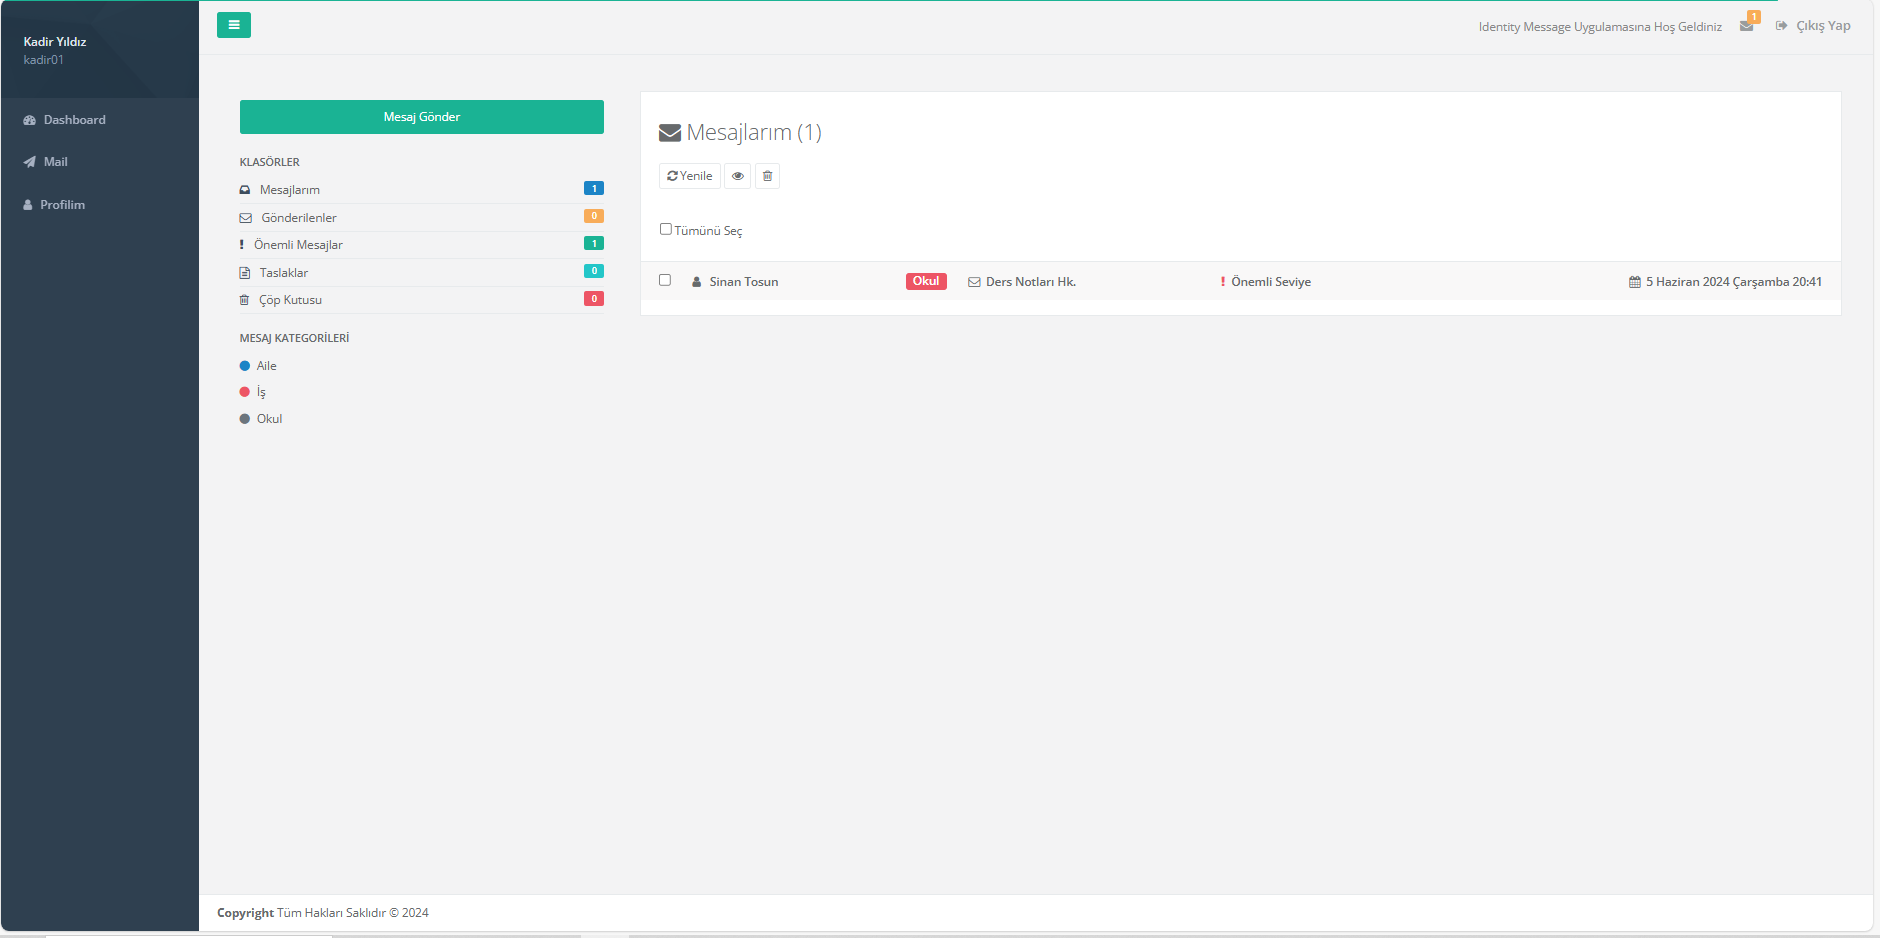 Kadir Yıldız
kadir01
Dashboard
Mail
Profilim
Identity Message Uygulamasına Hoş Geldiniz
1
Çıkış Yap
Mesaj Gönder
KLASÖRLER
Mesajlarım 1
Gönderilenler 0
Önemli Mesajlar 1
Taslaklar 0
Çöp Kutusu 0
MESAJ KATEGORİLERİ
Aile
İş
Okul
Mesajlarım (1)
Yenile
Tümünü Seç
Sinan Tosun Okul Ders Notları Hk. Önemli Seviye 5 Haziran 2024 Çarşamba 20:41
Copyright Tüm Hakları Saklıdır © 2024